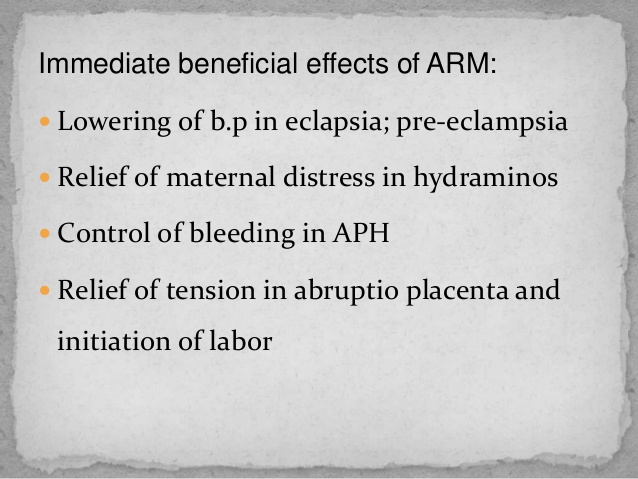 Immediate beneficial effects of ARM:
• Lowering of b.p in eclapsia; pre-eclampsia
• Relief of maternal distress in hydraminos
• Control of bleeding in APH
• Relief of tension in abruptio placenta and
initiation of labor